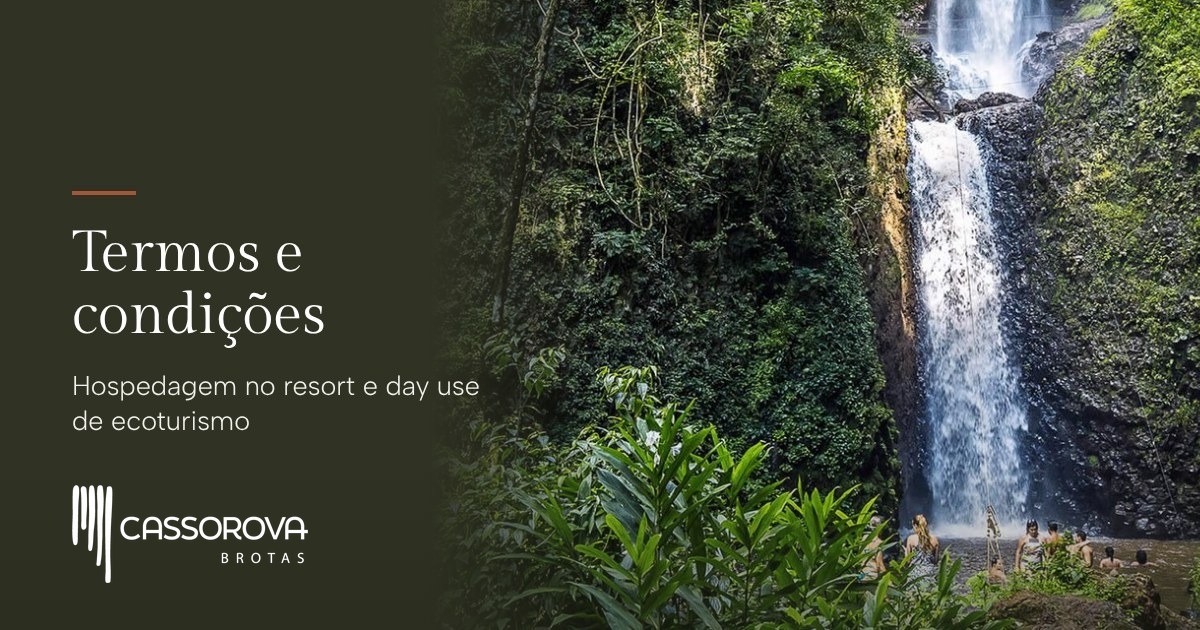 Termos e
condições
Hospedagem no resort e day use
de ecoturismo
CASSOROVA
BROTAS